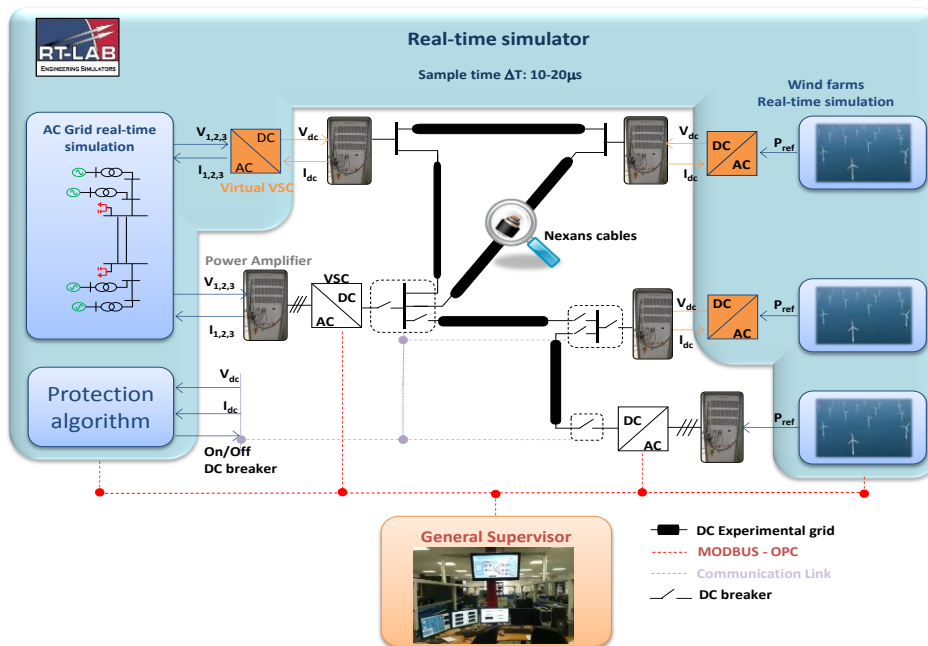 RT-LAB
ENGINEERING SIMULATORS
Real-time simulator
Sample time ΔT: 10-20µs
Wind farms
Real-time simulation
AC Grid real-time
simulation
V1,2,3
I1,2,3
DC
AC
Virtual VSC
Vdc
Idc
Vdc
Idc
DC
AC
Pref
Nexans cables
Power Amplifier
V1,2,3
I1,2,3
VSC
DC
AC
Vdc
Idc
DC
AC
Pref
Protection
algorithm
Vdc
Idc
On/Off
DC breaker
DC
AC
Pref
General Supervisor
DC Experimental grid
MODBUS - OPC
Communication Link
DC breaker